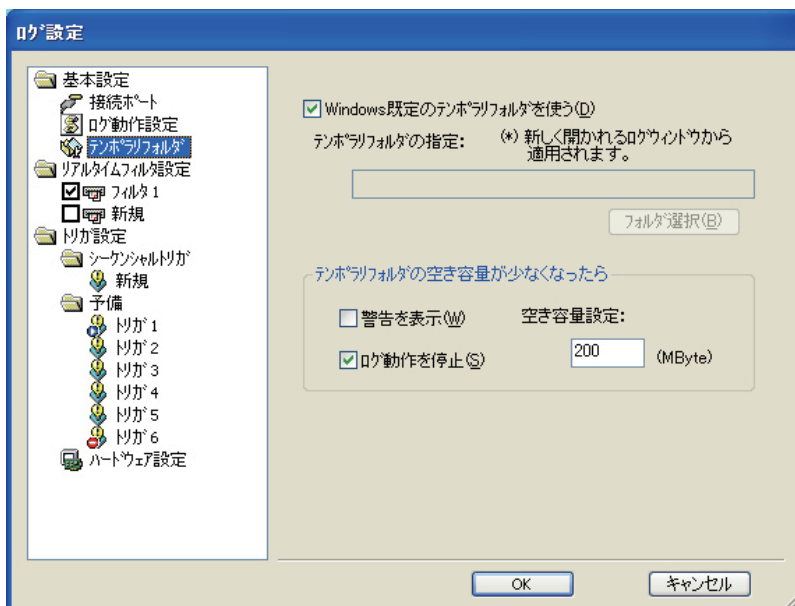 ﾛｸﾞ設定
基本設定
接続ﾎﾟｰﾄ
ﾛｸﾞ動作設定
ﾃﾝﾎﾟﾗﾘﾌｫﾙﾀﾞ
ﾘｱﾙﾀｲﾑﾌｨﾙﾀ設定
ﾌｨﾙﾀ 1
新規
ﾄﾘｶﾞ設定
ｼｰｹﾝｼｬﾙﾄﾘｶﾞ
新規
予備
ﾄﾘｶﾞ 1
ﾄﾘｶﾞ 2
ﾄﾘｶﾞ 3
ﾄﾘｶﾞ 4
ﾄﾘｶﾞ 5
ﾄﾘｶﾞ 6
ﾊｰﾄﾞｳｪｱ設定
Windows既定のﾃﾝﾎﾟﾗﾘﾌｫﾙﾀﾞを使う(D)
ﾃﾝﾎﾟﾗﾘﾌｫﾙﾀﾞの指定:
(*) 新しく開かれるﾛｸﾞｳｨﾝﾄﾞｳから
適用されます。
ﾌｫﾙﾀﾞ選択(B)
ﾃﾝﾎﾟﾗﾘﾌｫﾙﾀﾞの空き容量が少なくなったら
警告を表示(W)
空き容量設定:
ﾛｸﾞ動作を停止(S)
200
(MByte)
OK
キャンセル